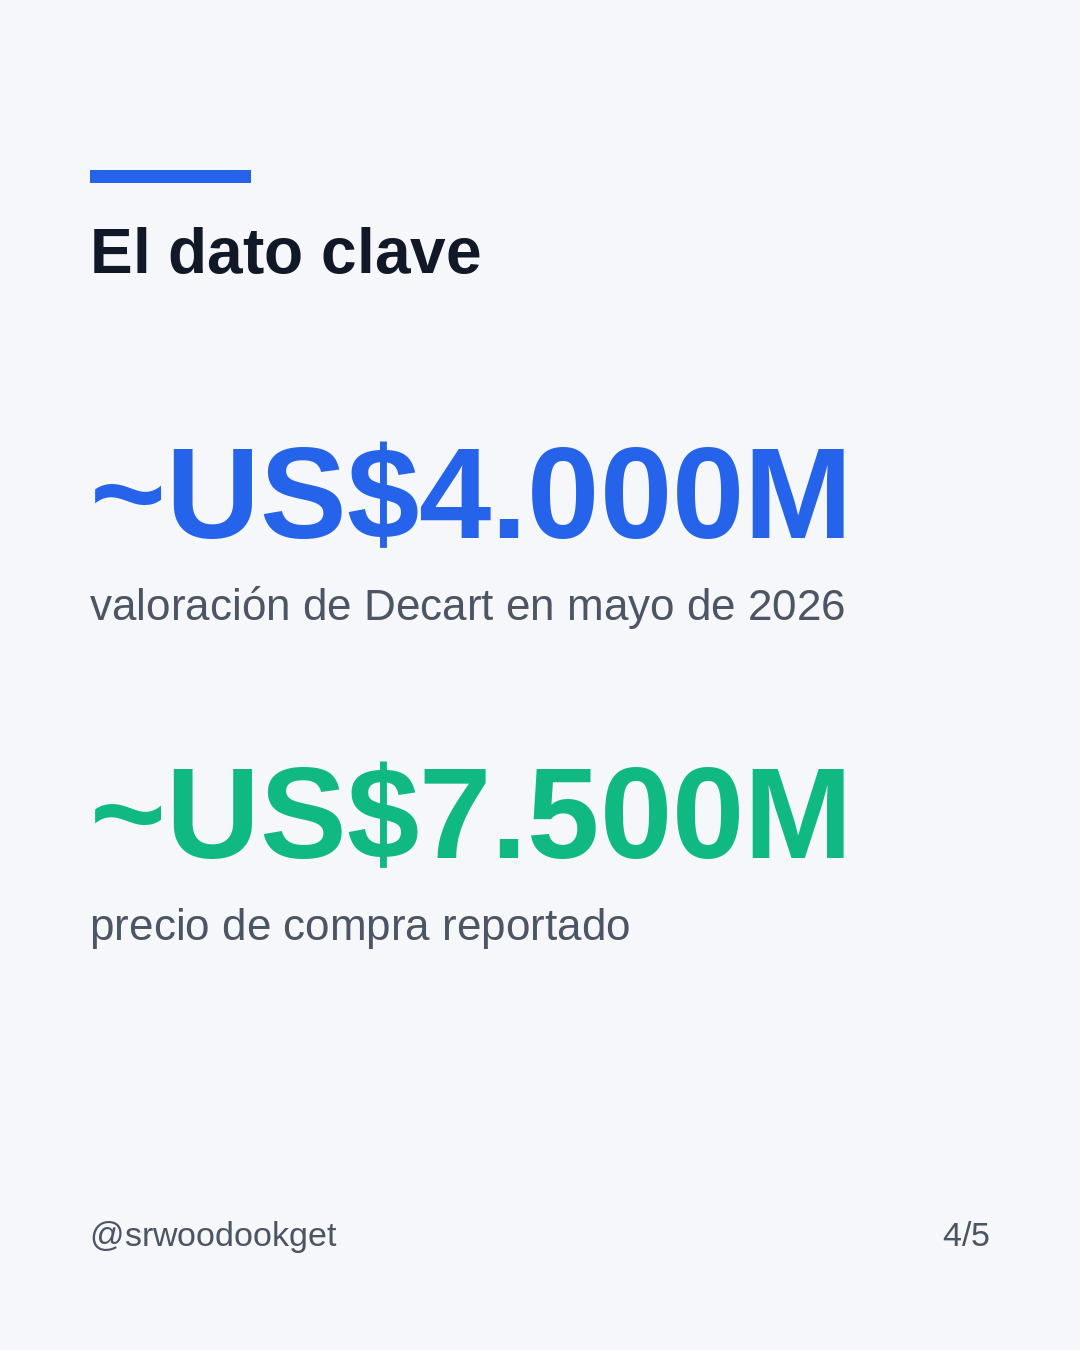 El dato clave
~US$4.000M
valoración de Decart en mayo de 2026
~US$7.500M
precio de compra reportado
@srwoodookget
4/5